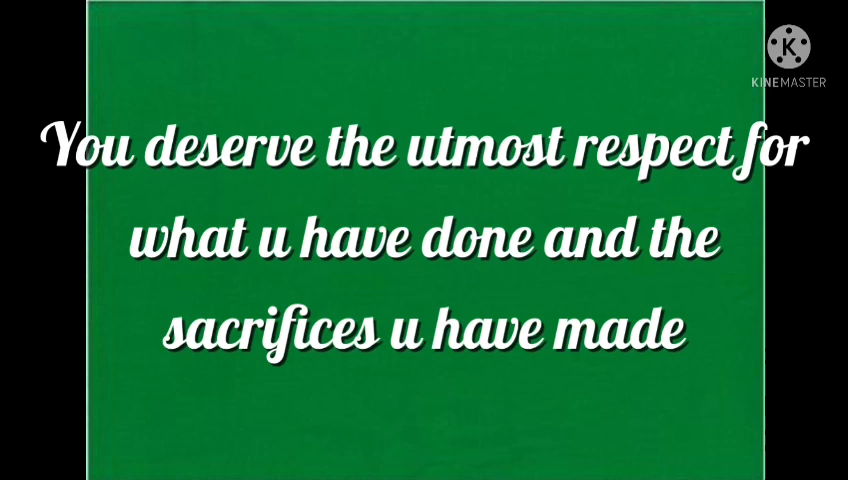 K
KINEMASTER
You deserve the utmost respect for
what u have done and the
sacrifices u have made